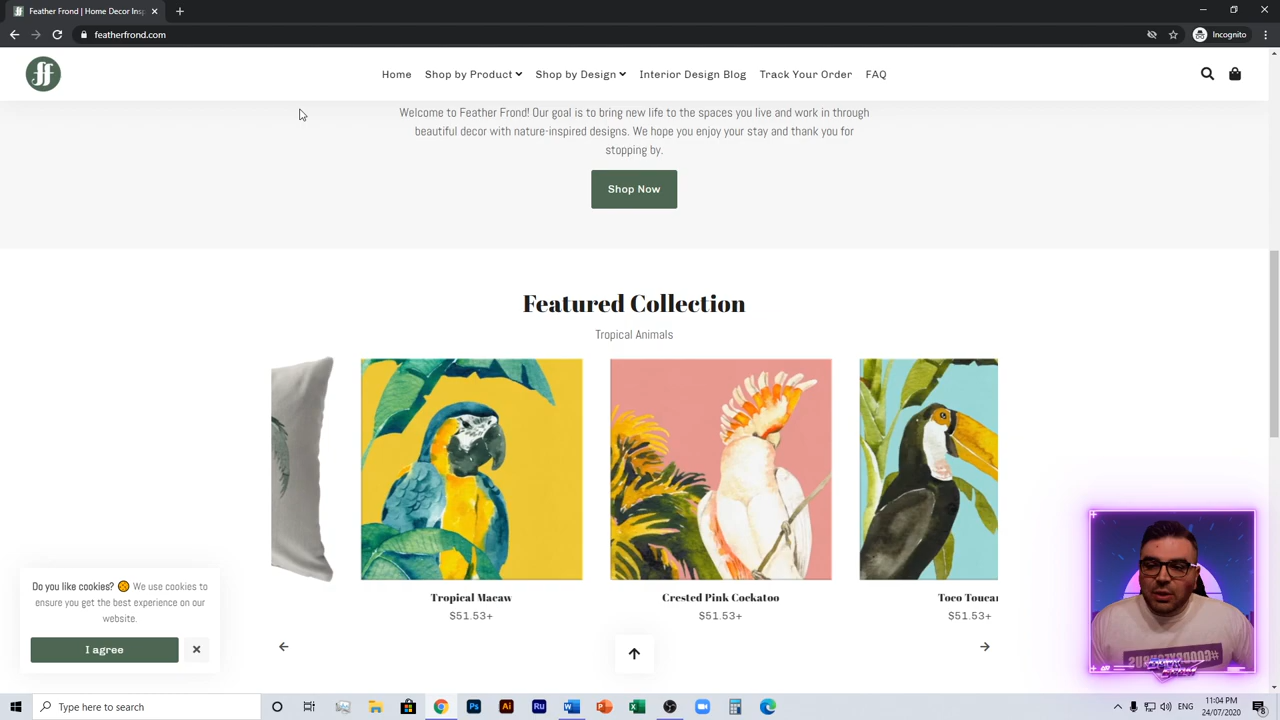 Feather Frond | Home Decor Insp
featherfrond.com
Incognito
ff
Home
Shop by Product
Shop by Design
Interior Design Blog
Track Your Order
FAQ
Welcome to Feather Frond! Our goal is to bring new life to the spaces you live and work in through
beautiful decor with nature-inspired designs. We hope you enjoy your stay and thank you for
stopping by.
Shop Now
Featured Collection
Tropical Animals
Tropical Macaw
$51.53+
Crested Pink Cockatoo
$51.53+
Toco Toucan
$51.53+
Do you like cookies? 🍪 We use cookies to
ensure you get the best experience on our
website.
I agree
Type here to search
11:04 PM
24/07/2020